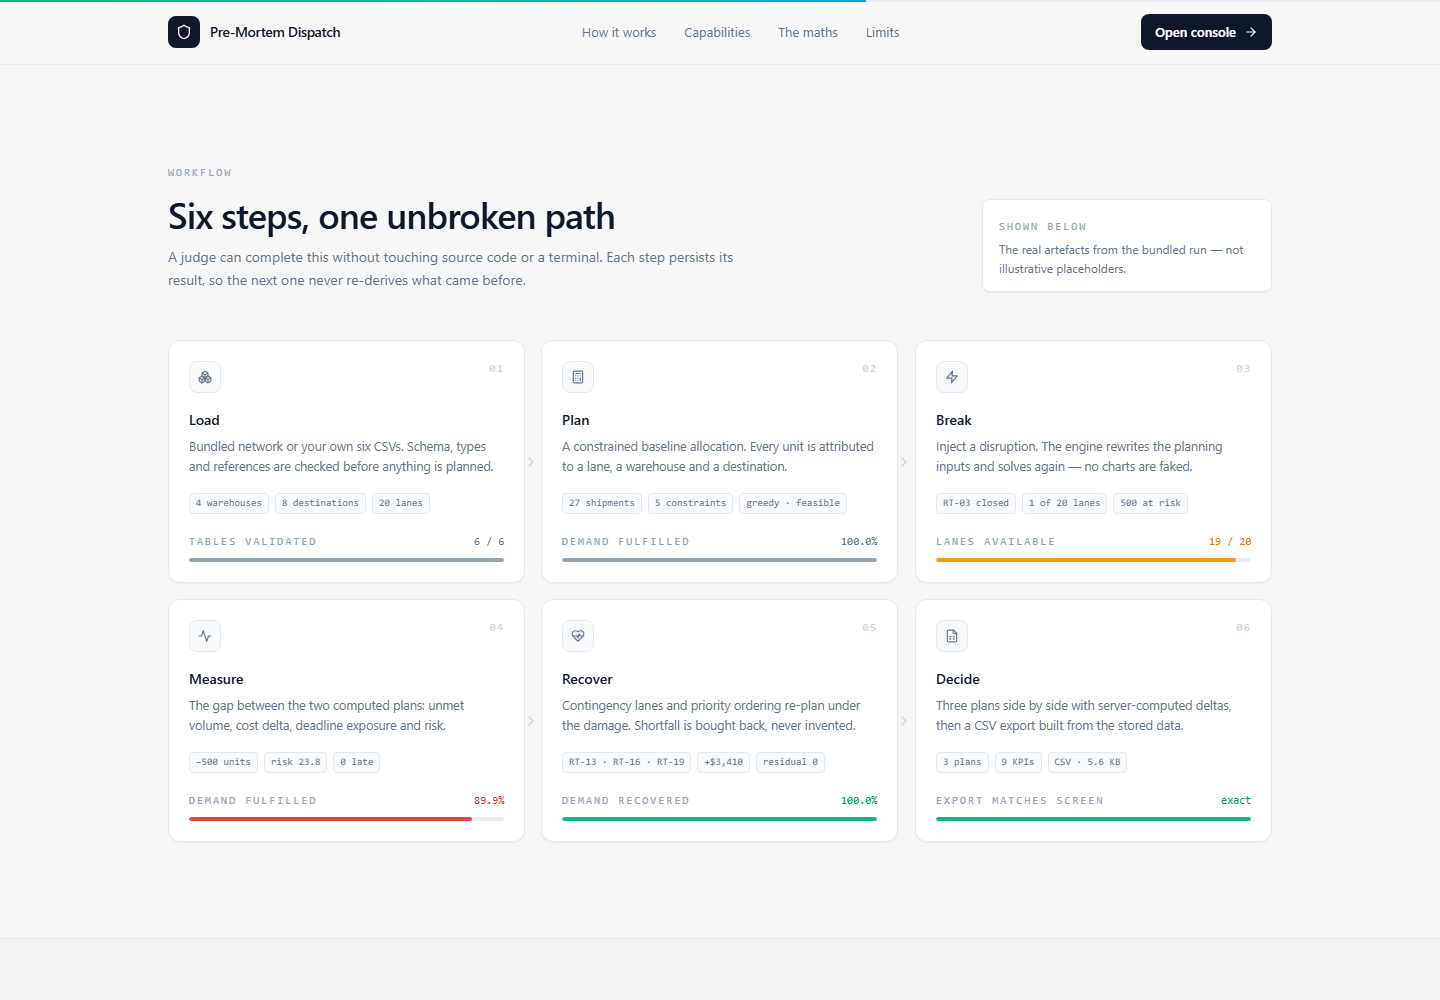 Pre-Mortem Dispatch
How it works
Capabilities
The maths
Limits
Open console
WORKFLOW
Six steps, one unbroken path
A judge can complete this without touching source code or a terminal. Each step persists its
result, so the next one never re-derives what came before.
SHOWN BELOW
The real artefacts from the bundled run — not
illustrative placeholders.
01
Load
Bundled network or your own six CSVs. Schema, types
and references are checked before anything is planned.
4 warehouses
8 destinations
20 lanes
TABLES VALIDATED
6 / 6
02
Plan
A constrained baseline allocation. Every unit is attributed
to a lane, a warehouse and a destination.
27 shipments
5 constraints
greedy · feasible
DEMAND FULFILLED
100.0%
03
Break
Inject a disruption. The engine rewrites the planning
inputs and solves again — no charts are faked.
RT-03 closed
1 of 20 lanes
500 at risk
LANES AVAILABLE
19 / 20
04
Measure
The gap between the two computed plans: unmet
volume, cost delta, deadline exposure and risk.
−500 units
risk 23.8
0 late
DEMAND FULFILLED
89.9%
05
Recover
Contingency lanes and priority ordering re-plan under
the damage. Shortfall is bought back, never invented.
RT-13 · RT-16 · RT-19
+$3,410
residual 0
DEMAND RECOVERED
100.0%
06
Decide
Three plans side by side with server-computed deltas,
then a CSV export built from the stored data.
3 plans
9 KPIs
CSV · 5.6 KB
EXPORT MATCHES SCREEN
exact